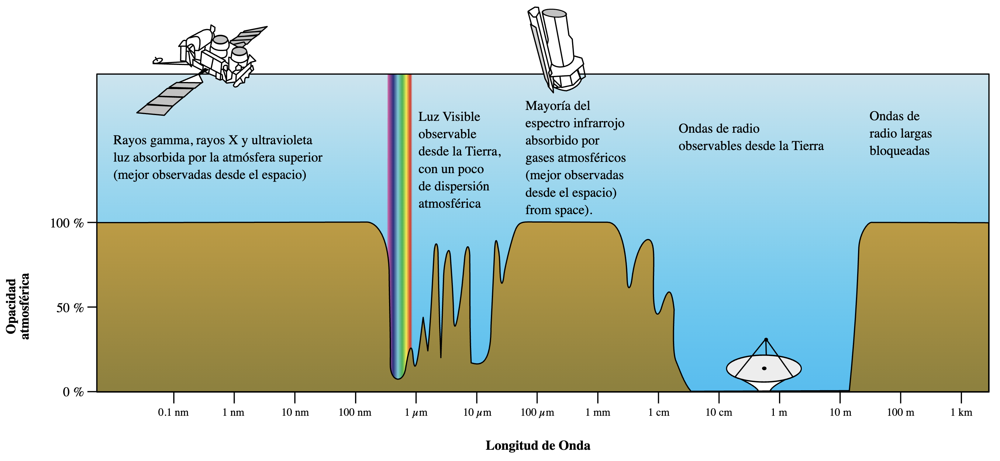 Rayos gamma, rayos X y ultravioleta
luz absorbida por la atmósfera superior
(mejor observadas desde el espacio)
Luz Visible
observable
desde la Tierra,
con un poco
de dispersión
atmosférica
Mayoría del
espectro infrarrojo
absorbido por
gases atmosféricos
(mejor observadas
desde el espacio)
from space).
Ondas de radio
observables desde la Tierra
Ondas de
radio largas
bloqueadas
Opacidad
atmosférica
100 %
50 %
0 %
0.1 nm
1 nm
10 nm
100 nm
1 µm
10 µm
100 µm
1 mm
1 cm
10 cm
1 m
10 m
100 m
1 km
Longitud de Onda